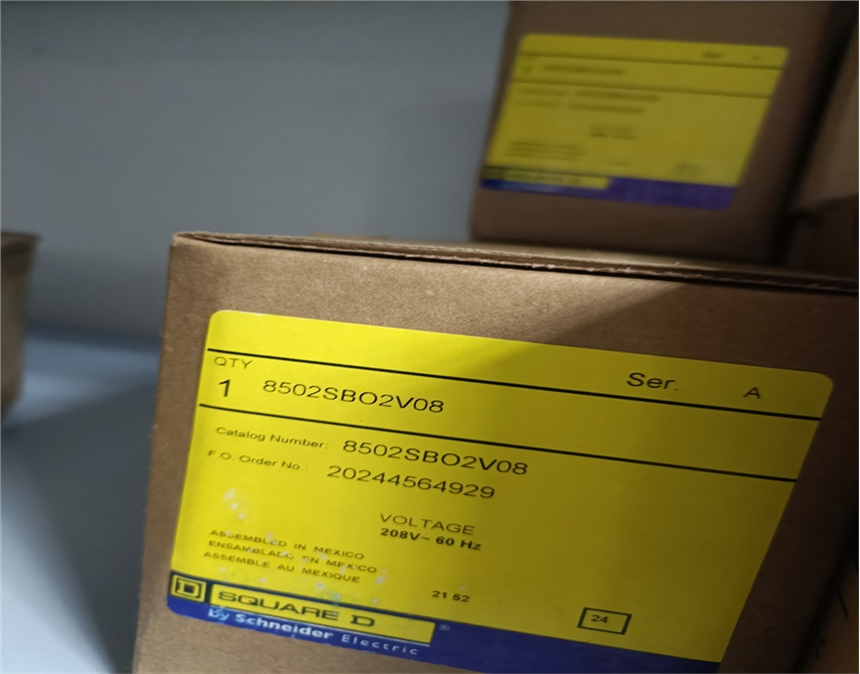 Ser. A
QTY
1 8502SBO2V08
Catalog Number: 8502SBO2V08
F.O. Order No.: 20244564929
VOLTAGE
208V~ 60 Hz
ASSEMBLED IN MEXICO
ENSAMBLADO EN MEXICO
ASSEMBLE AU MEXIQUE
21 52
24
D SQUARE D ®
by Schneider Electric